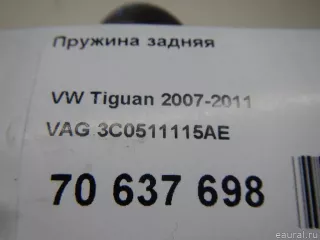 Пружина задняя
VW Tiguan 2007-2011
VAG 3C0511115AE
70 637 698
eaural.ru